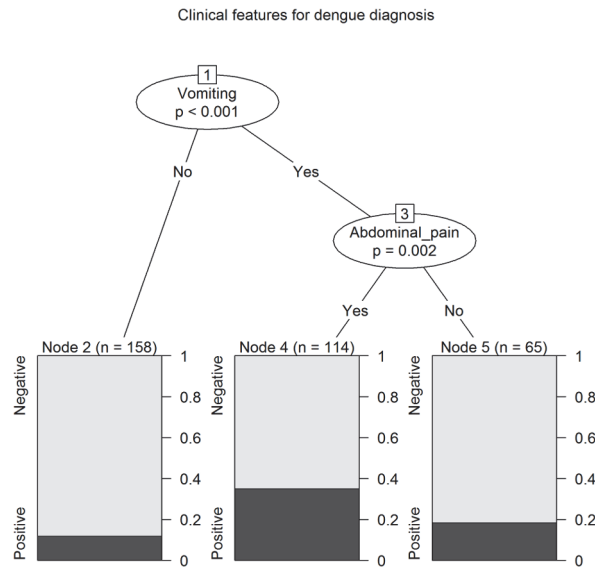 Clinical features for dengue diagnosis
1
Vomiting
p < 0.001
No
Yes
3
Abdominal_pain
p = 0.002
Yes
No
Node 2 (n = 158)
Negative
Positive
1
0.8
0.6
0.4
0.2
0
Node 4 (n = 114)
Negative
Positive
1
0.8
0.6
0.4
0.2
0
Node 5 (n = 65)
Negative
Positive
1
0.8
0.6
0.4
0.2
0